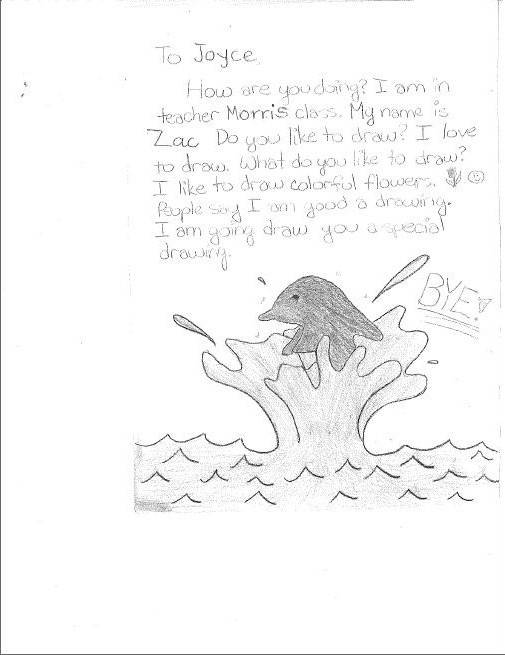 To Joyce,
How are you doing? I am in
teacher Morris class. My name is
Zac Do you like to draw? I love
to draw. What do you like to draw?
I like to draw colorful flowers.
People say I am good a drawing.
I am going draw you a special
drawing.
BYE!